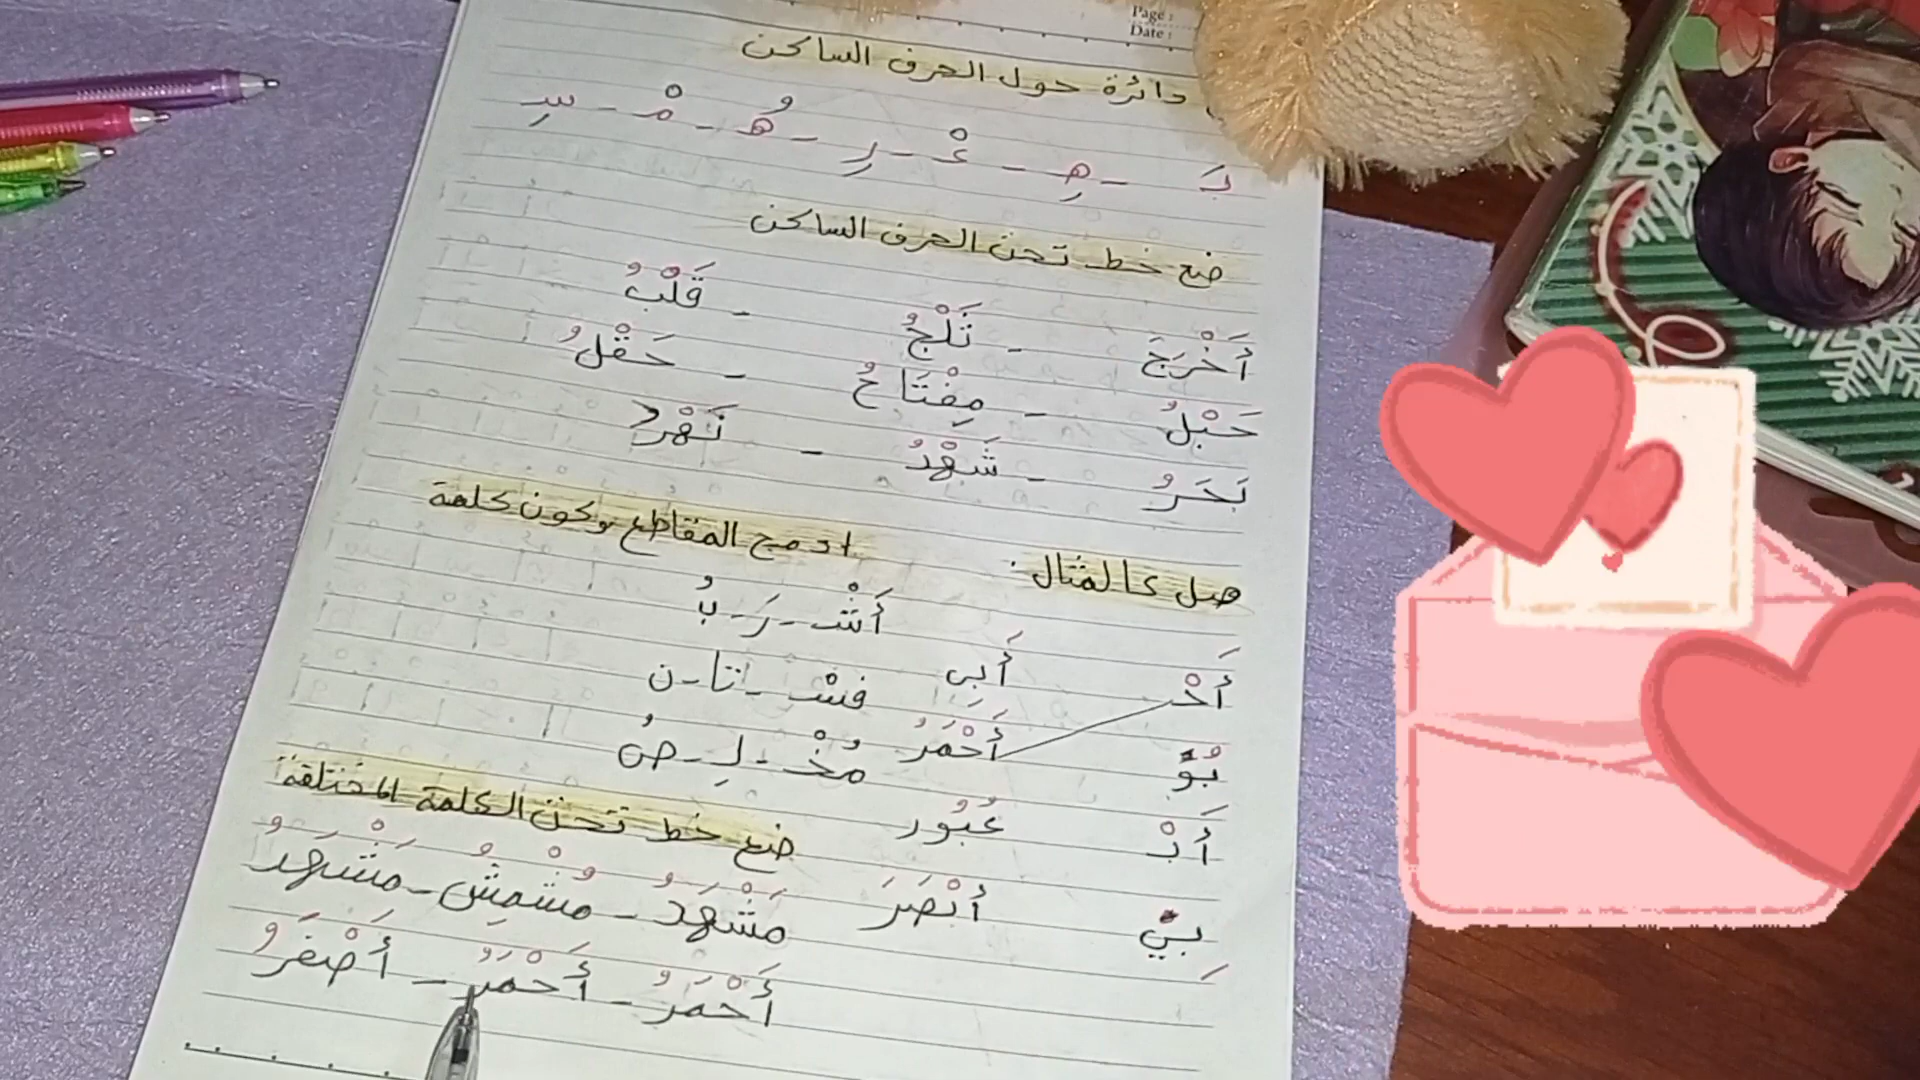 Page :
Date :
دائرة حول الحرف الساكن
بَ - هِ - عْ - رِ - هُ - مْ - سِ
ضع خط تحت الحرف الساكن
أَخْرَجَ - ثَلْجُ - قَلْبُ
حَبْلُ - مِفْتَاحُ - حَقْلُ
بَحَرُ - شَهْدُ - نَهْرُ
صل كالمثال :
أَحْ أَبِي
بُو أَحْمَرُ
أَبْ عُبُور
بِي أَبْصَرَ
ادمج المقاطع وكون كلمة
أَشْـ - رَ - بُ
فسْـ - تا - ن
مُخْـ - لِـ - صُ
ضع خط تحت الكلمة المختلفة
مَشْهَدُ - مُشْمِشُ - مَشْهَدُ
أَحْمَرُ - أَحْمَرُ - أَصْفَرُ